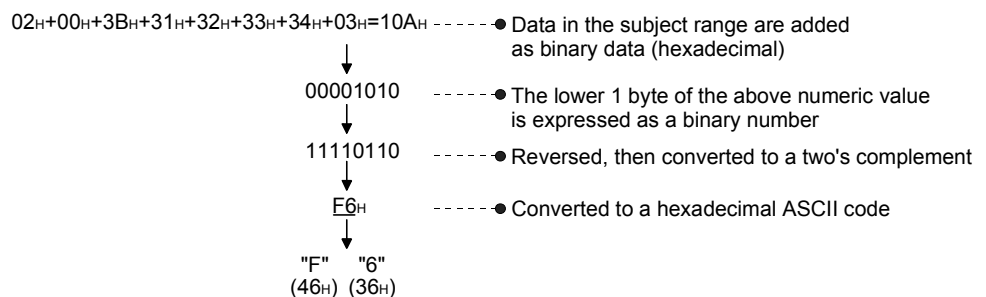 02H+00H+3BH+31H+32H+33H+34H+03H=10AH
Data in the subject range are added
as binary data (hexadecimal)
00001010
The lower 1 byte of the above numeric value
is expressed as a binary number
11110110
Reversed, then converted to a two's complement
F6H
Converted to a hexadecimal ASCII code
"F" "6"
(46H) (36H)